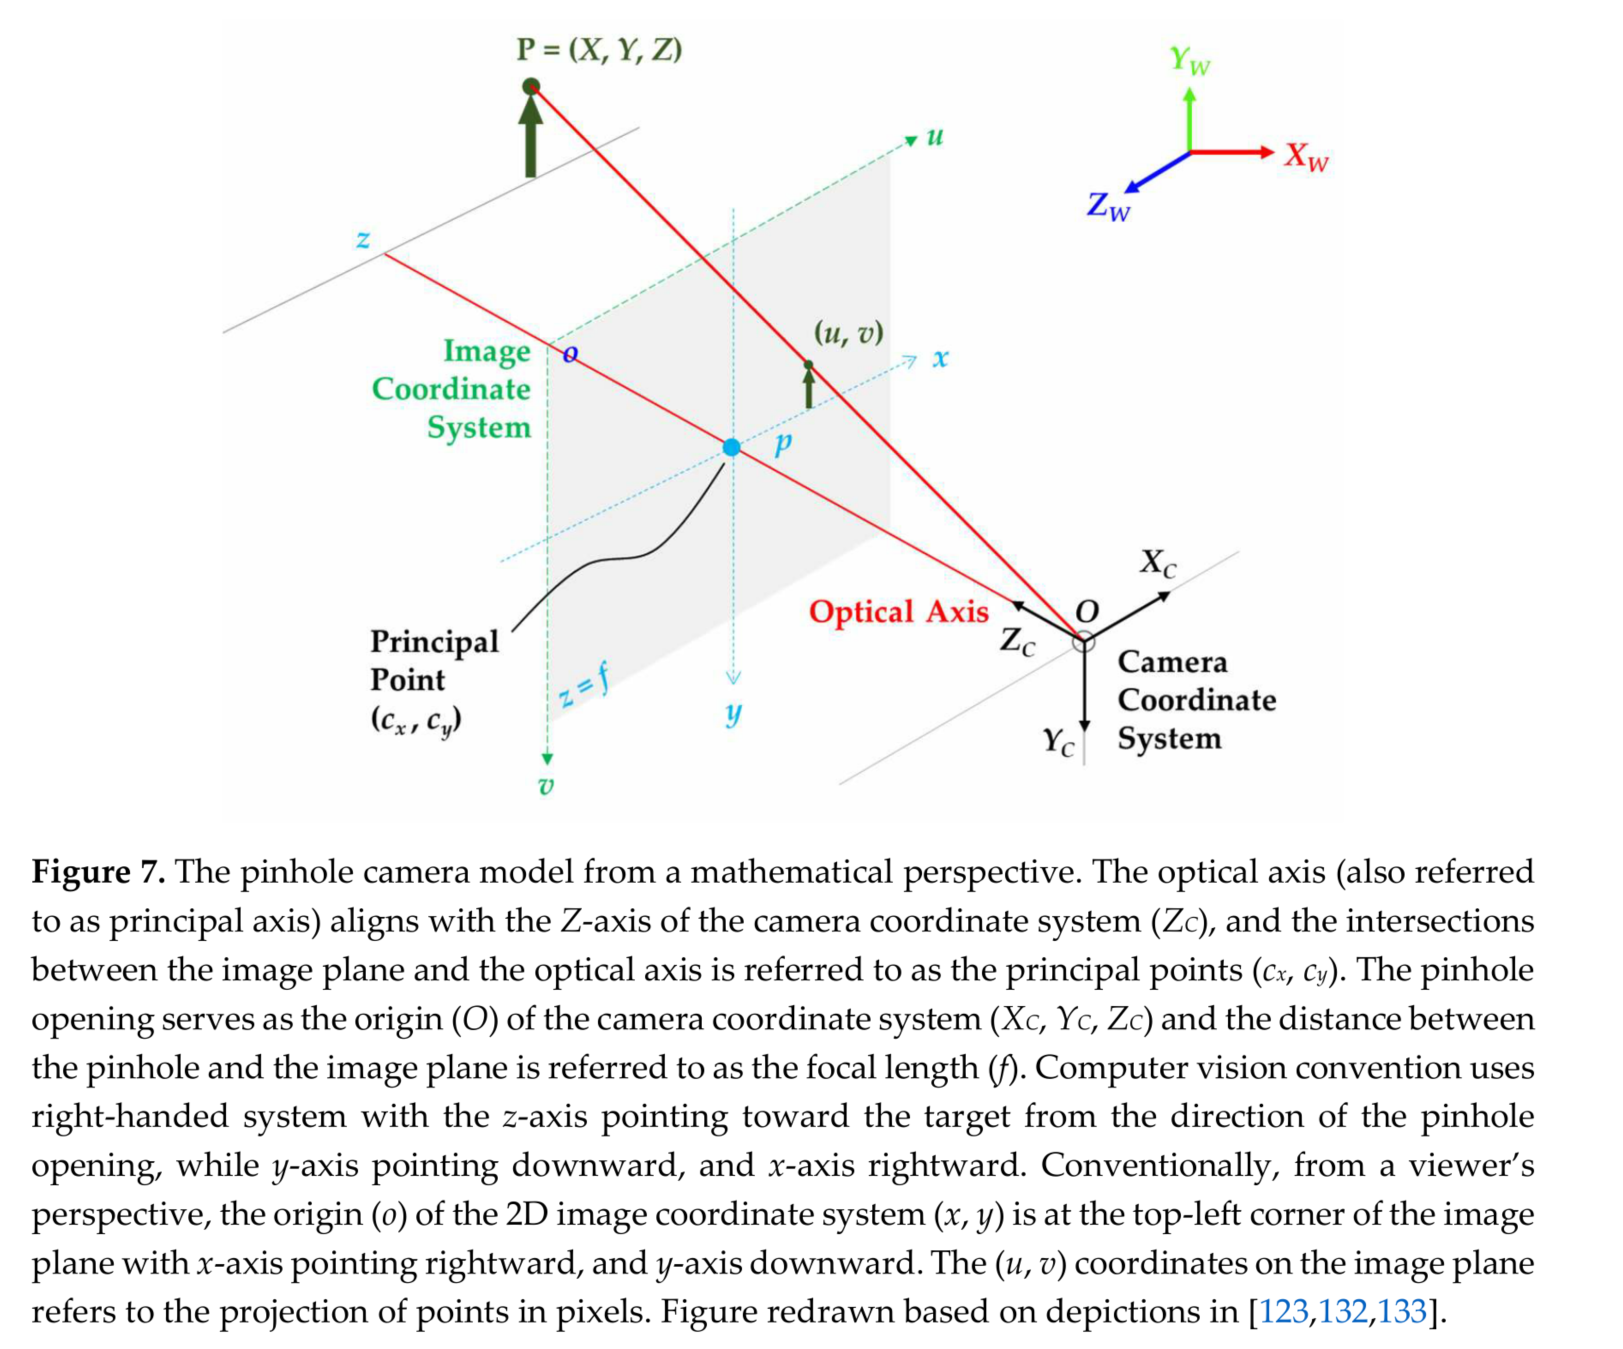 P = (X, Y, Z)
Y_W
X_W
Z_W
u
z
(u, v)
x
Image
Coordinate
System
o
p
Optical Axis
X_C
O
Z_C
Principal
Point
(c_x, c_y)
z = f
y
Camera
Coordinate
System
Y_C
v
Figure 7. The pinhole camera model from a mathematical perspective. The optical axis (also referred
to as principal axis) aligns with the Z-axis of the camera coordinate system (Zc), and the intersections
between the image plane and the optical axis is referred to as the principal points (cx, cy). The pinhole
opening serves as the origin (O) of the camera coordinate system (Xc, Yc, Zc) and the distance between
the pinhole and the image plane is referred to as the focal length (f). Computer vision convention uses
right-handed system with the z-axis pointing toward the target from the direction of the pinhole
opening, while y-axis pointing downward, and x-axis rightward. Conventionally, from a viewer’s
perspective, the origin (o) of the 2D image coordinate system (x, y) is at the top-left corner of the image
plane with x-axis pointing rightward, and y-axis downward. The (u, v) coordinates on the image plane
refers to the projection of points in pixels. Figure redrawn based on depictions in [123,132,133].